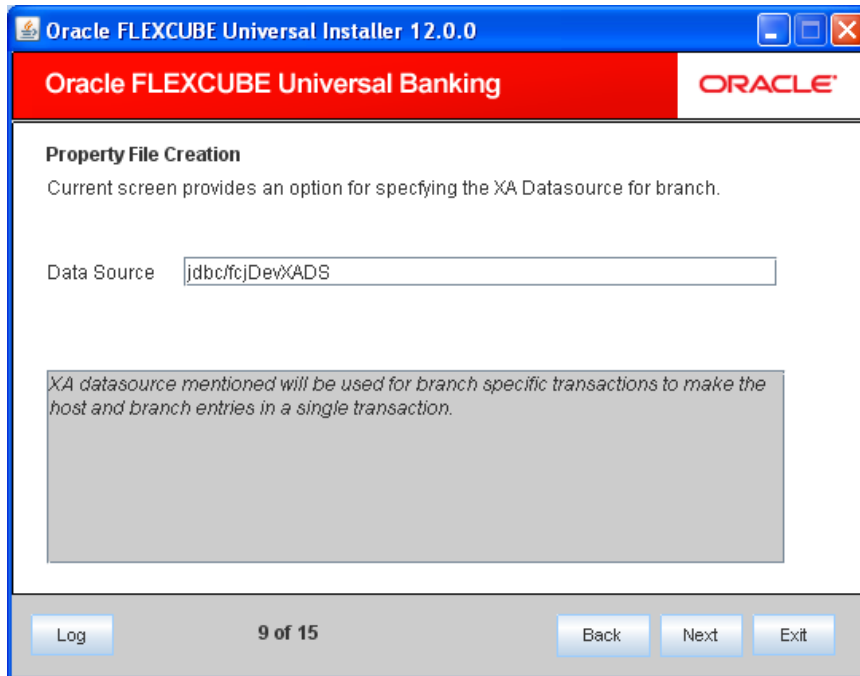 Oracle FLEXCUBE Universal Installer 12.0.0
Oracle FLEXCUBE Universal Banking
ORACLE
Property File Creation
Current screen provides an option for specfying the XA Datasource for branch.
Data Source jdbc/fcjDevXADS
XA datasource mentioned will be used for branch specific transactions to make the
host and branch entries in a single transaction.
Log 9 of 15 Back Next Exit